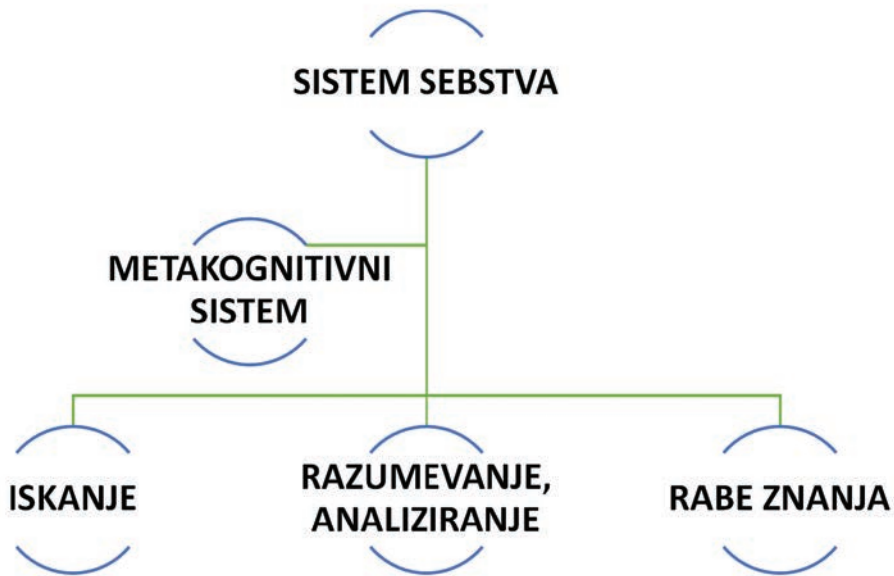 SISTEM SEBSTVA
METAKOGNITIVNI
SISTEM
ISKANJE
RAZUMEVANJE,
ANALIZIRANJE
RABE ZNANJA